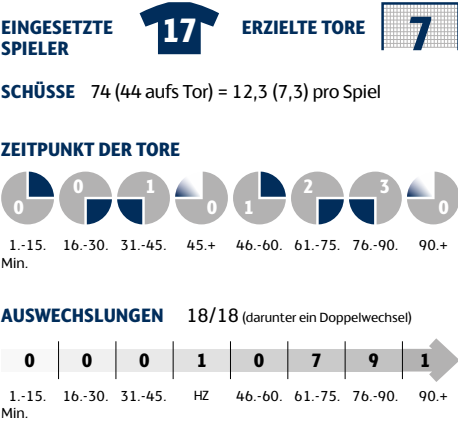 EINGESETZTE SPIELER 17 ERZIELTE TORE 7
SCHÜSSE 74 (44 aufs Tor) = 12,3 (7,3) pro Spiel
ZEITPUNKT DER TORE
0 0 1 0 1 2 3 0
1.-15. Min. 16.-30. 31.-45. 45.+ 46.-60. 61.-75. 76.-90. 90.+
AUSWECHSLUNGEN 18/18 (darunter ein Doppelwechsel)
0 0 0 1 0 7 9 1
1.-15. Min. 16.-30. 31.-45. HZ 46.-60. 61.-75. 76.-90. 90.+